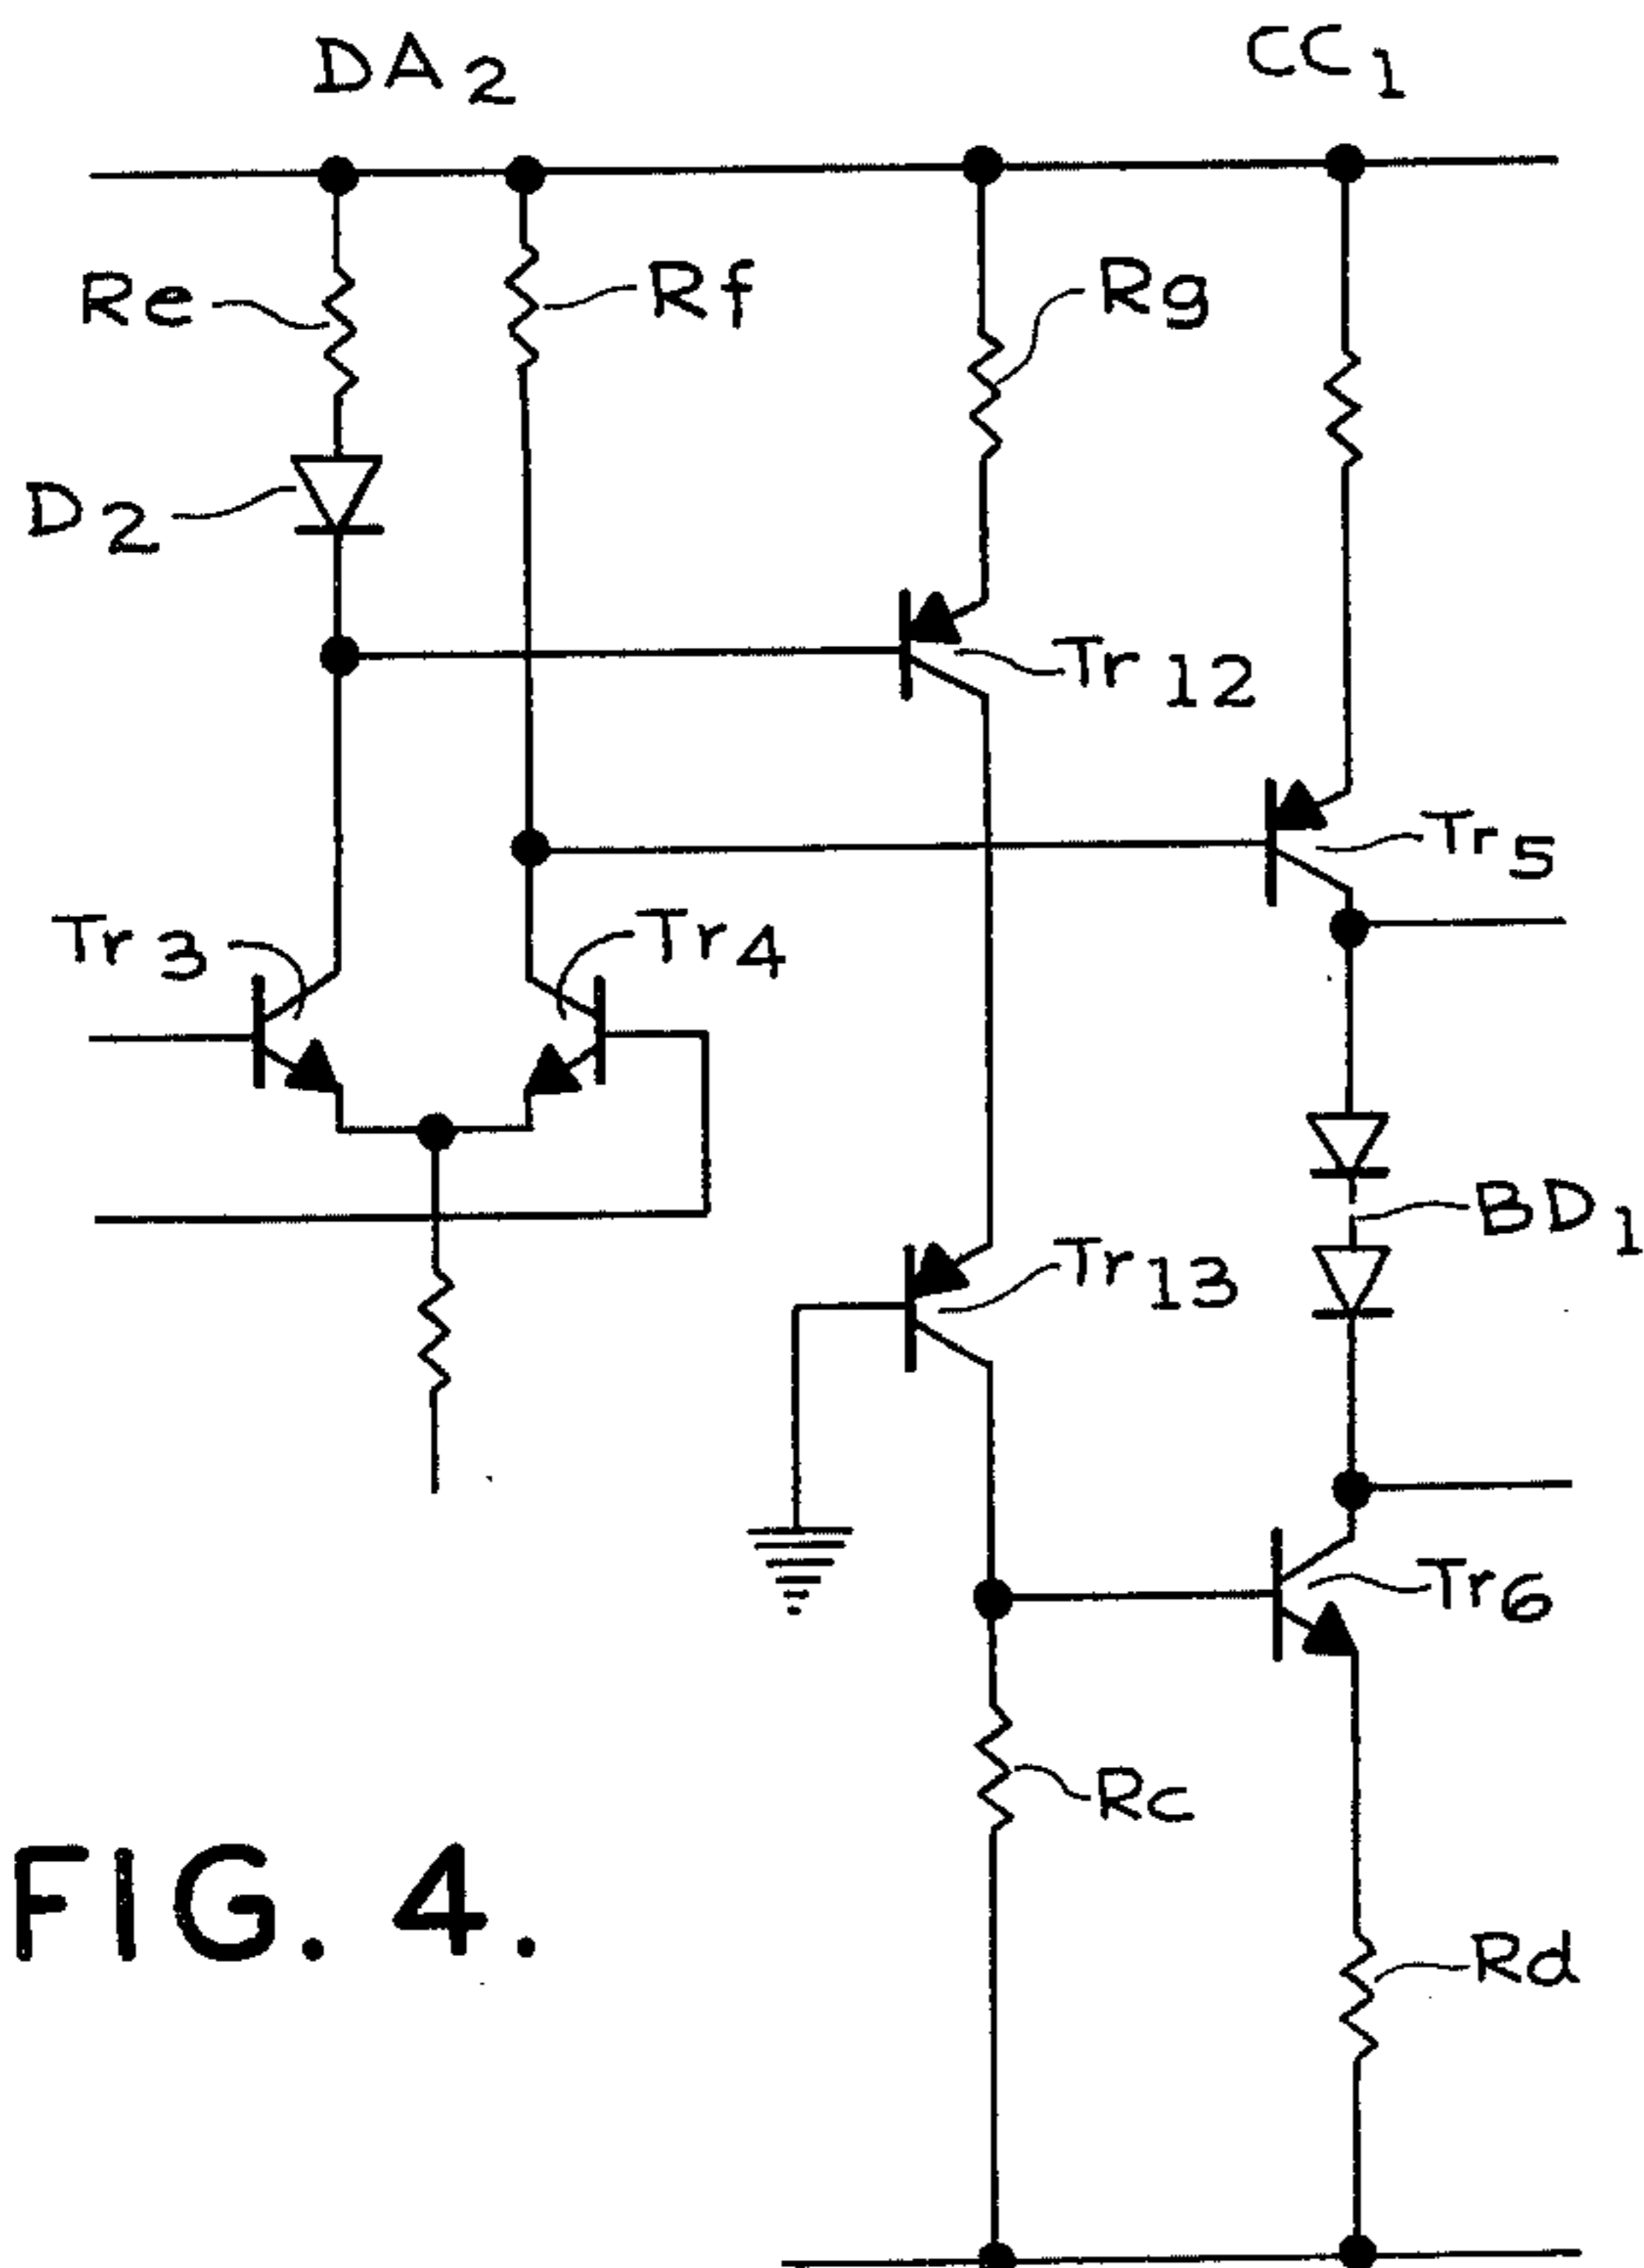 DA2
CC1
Re
Rf
Rg
D2
Tr12
Tr5
Tr3
Tr4
BD1
Tr13
Tr6
Rc
FIG. 4.
Rd